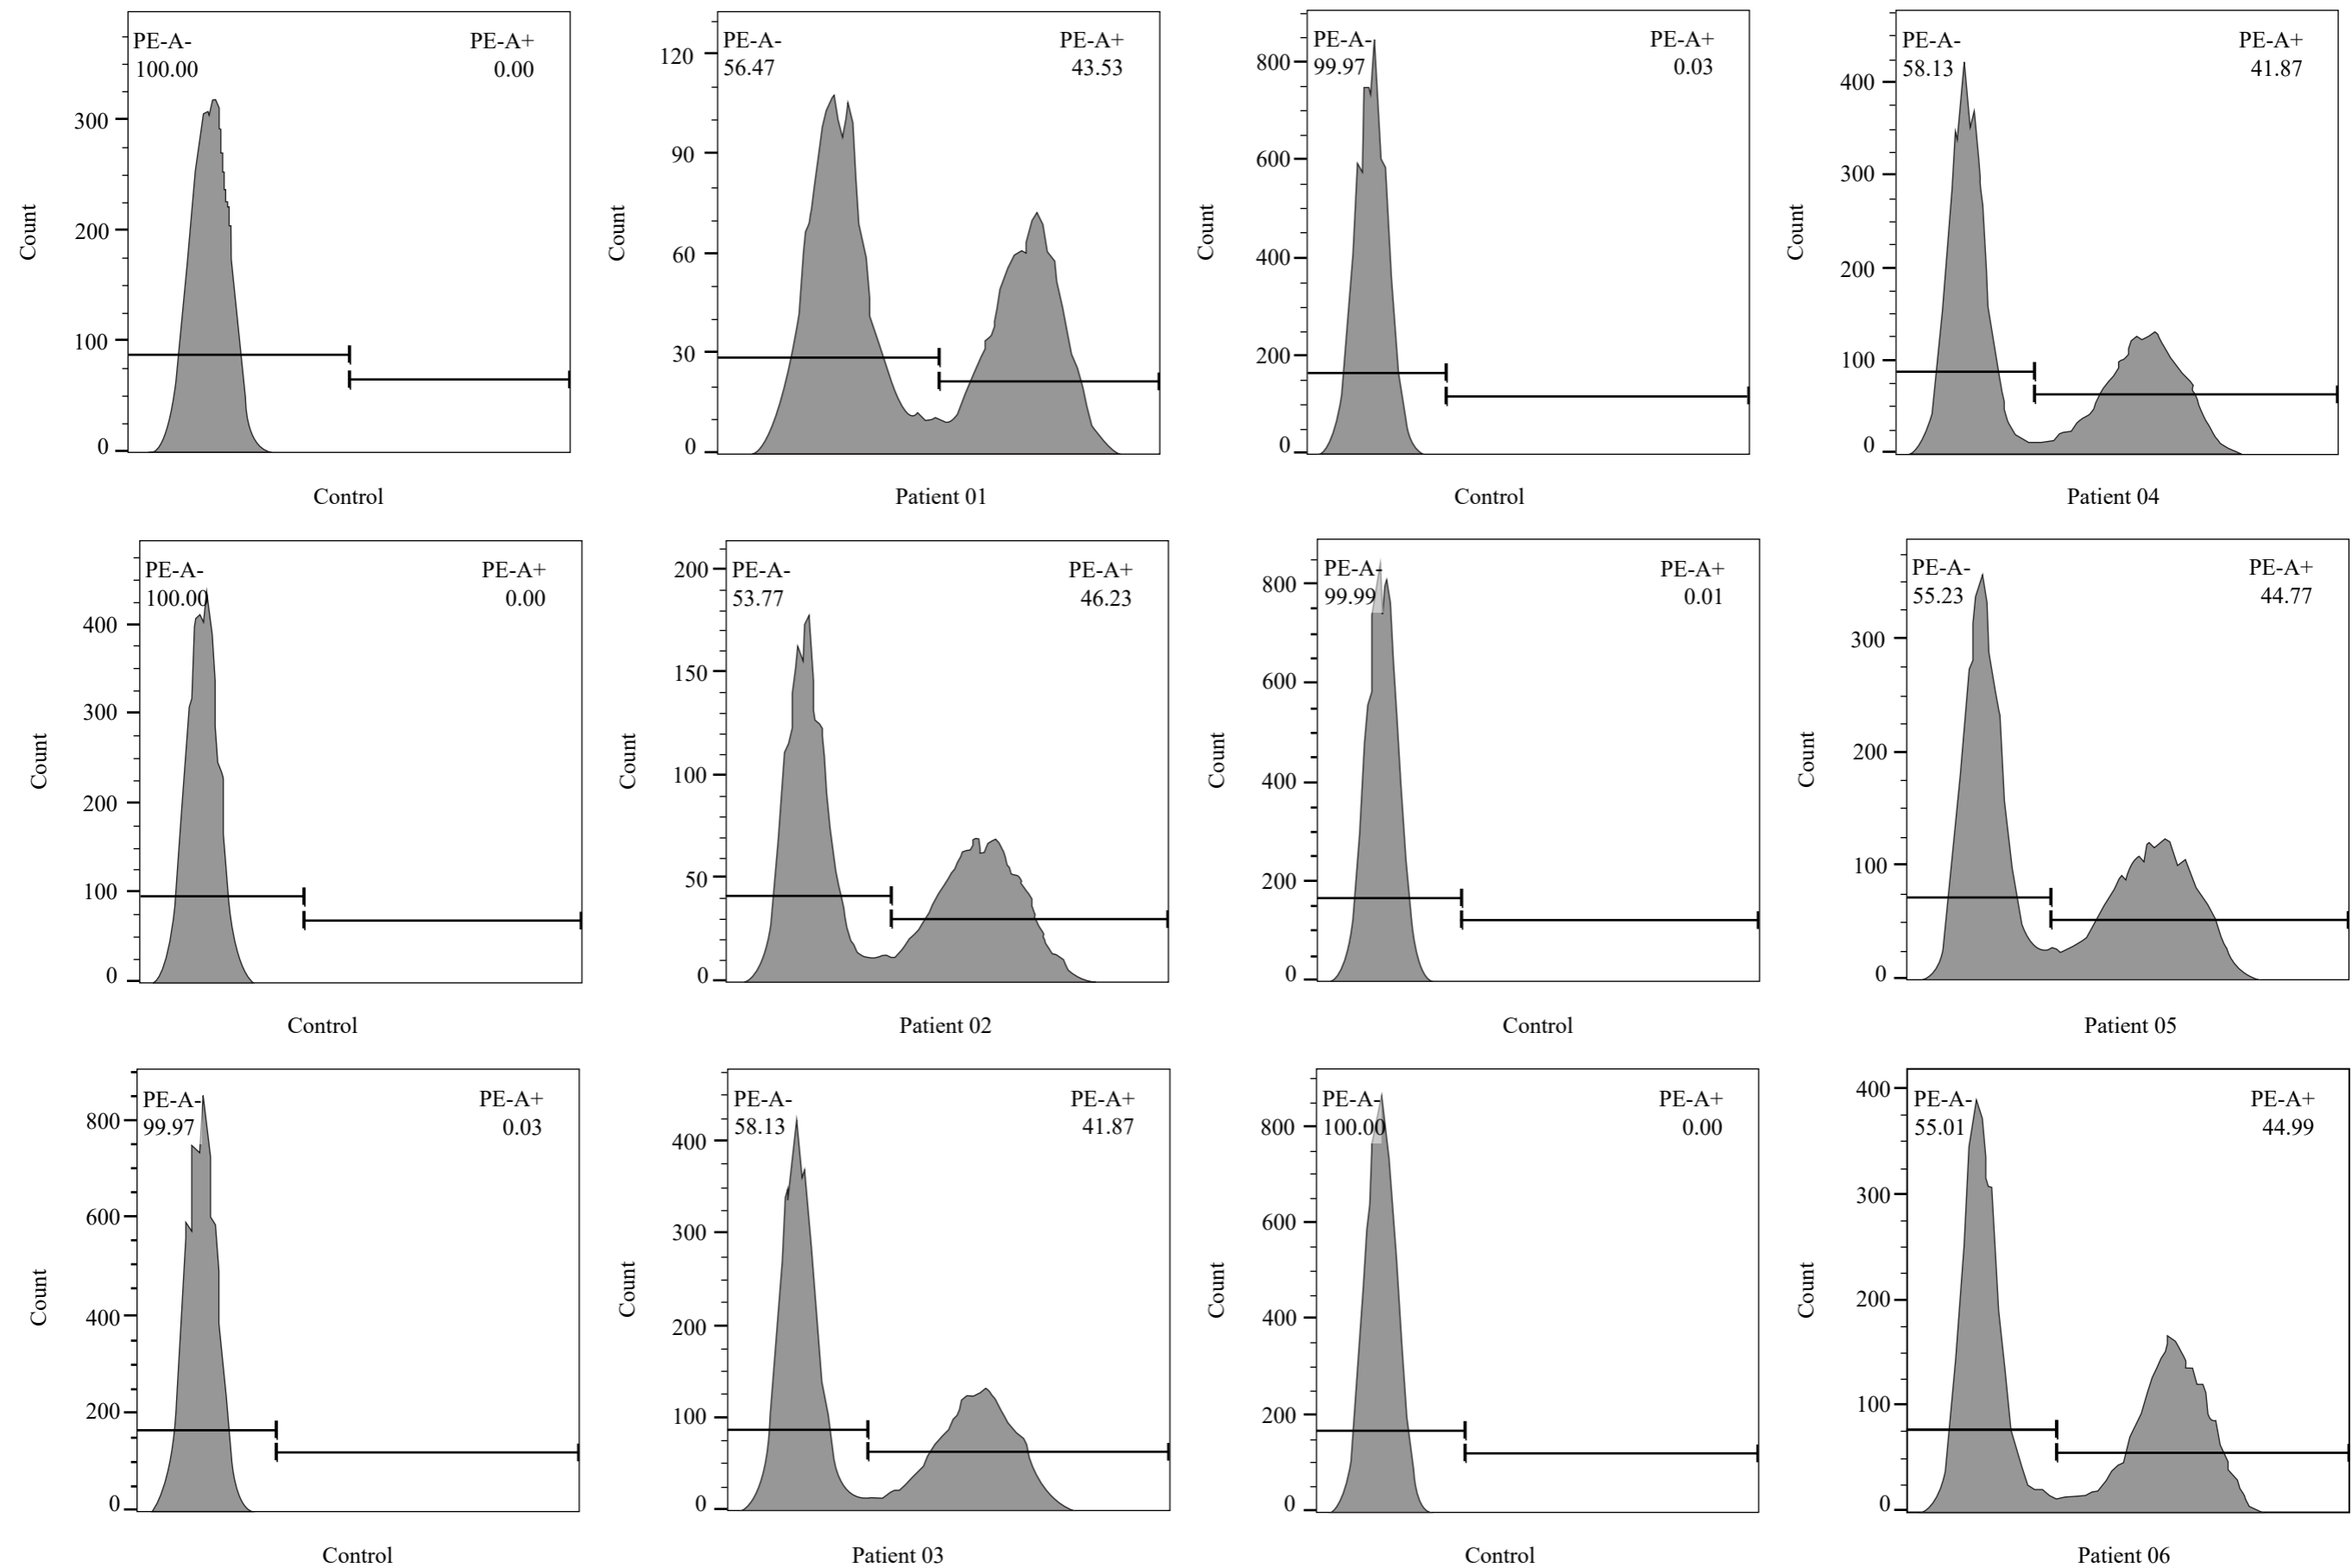 PE-A- PE-A+
100.00 0.00
300
200
100
0
Count
Control
PE-A- PE-A+
56.47 43.53
120
90
60
30
0
Count
Patient 01
PE-A- PE-A+
99.97 0.03
800
600
400
200
0
Count
Control
PE-A- PE-A+
58.13 41.87
400
300
200
100
0
Count
Patient 04
PE-A- PE-A+
100.00 0.00
400
300
200
100
0
Count
Control
PE-A- PE-A+
53.77 46.23
200
150
100
50
0
Count
Patient 02
PE-A- PE-A+
99.99 0.01
800
600
400
200
0
Count
Control
PE-A- PE-A+
55.23 44.77
300
200
100
0
Count
Patient 05
PE-A- PE-A+
99.97 0.03
800
600
400
200
0
Count
Control
PE-A- PE-A+
58.13 41.87
400
300
200
100
0
Count
Patient 03
PE-A- PE-A+
100.00 0.00
800
600
400
200
0
Count
Control
PE-A- PE-A+
55.01 44.99
400
300
200
100
0
Count
Patient 06